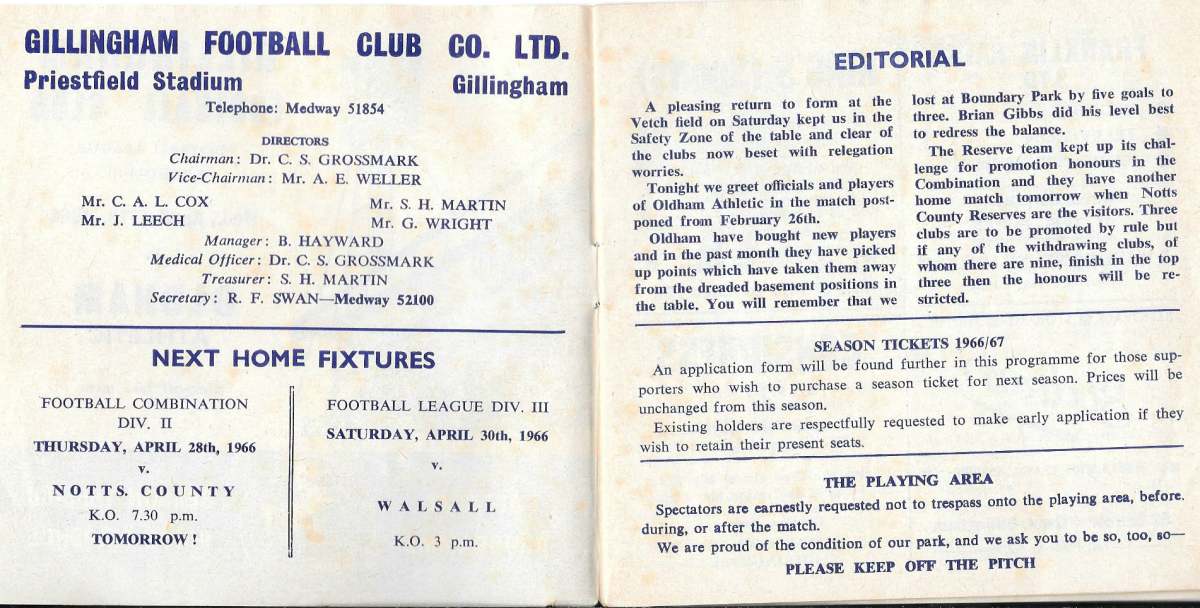 GILLINGHAM FOOTBALL CLUB CO. LTD.
Priestfield Stadium Gillingham
Telephone: Medway 51854
DIRECTORS
Chairman: Dr. C. S. GROSSMARK
Vice-Chairman: Mr. A. E. WELLER
Mr. C. A. L. COX Mr. S. H. MARTIN
Mr. J. LEECH Mr. G. WRIGHT
Manager: B. HAYWARD
Medical Officer: Dr. C. S. GROSSMARK
Treasurer: S. H. MARTIN
Secretary: R. F. SWAN—Medway 52100
NEXT HOME FIXTURES
FOOTBALL COMBINATION
DIV. II
THURSDAY, APRIL 28th, 1966
v.
NOTTS. COUNTY
K.O. 7.30 p.m.
TOMORROW!
FOOTBALL LEAGUE DIV. III
SATURDAY, APRIL 30th, 1966
v.
WALSALL
K.O. 3 p.m.
EDITORIAL
A pleasing return to form at the
Vetch field on Saturday kept us in the
Safety Zone of the table and clear of
the clubs now beset with relegation
worries.
Tonight we greet officials and players
of Oldham Athletic in the match post-
poned from February 26th.
Oldham have bought new players
and in the past month they have picked
up points which have taken them away
from the dreaded basement positions in
the table. You will remember that we
lost at Boundary Park by five goals to
three. Brian Gibbs did his level best
to redress the balance.
The Reserve team kept up its chal-
lenge for promotion honours in the
Combination and they have another
home match tomorrow when Notts
County Reserves are the visitors. Three
clubs are to be promoted by rule but
if any of the withdrawing clubs, of
whom there are nine, finish in the top
three then the honours will be re-
stricted.
SEASON TICKETS 1966/67
An application form will be found further in this programme for those sup-
porters who wish to purchase a season ticket for next season. Prices will be
unchanged from this season.
Existing holders are respectfully requested to make early application if they
wish to retain their present seats.
THE PLAYING AREA
Spectators are earnestly requested not to trespass onto the playing area, before.
during, or after the match.
We are proud of the condition of our park, and we ask you to be so, too, so—
PLEASE KEEP OFF THE PITCH